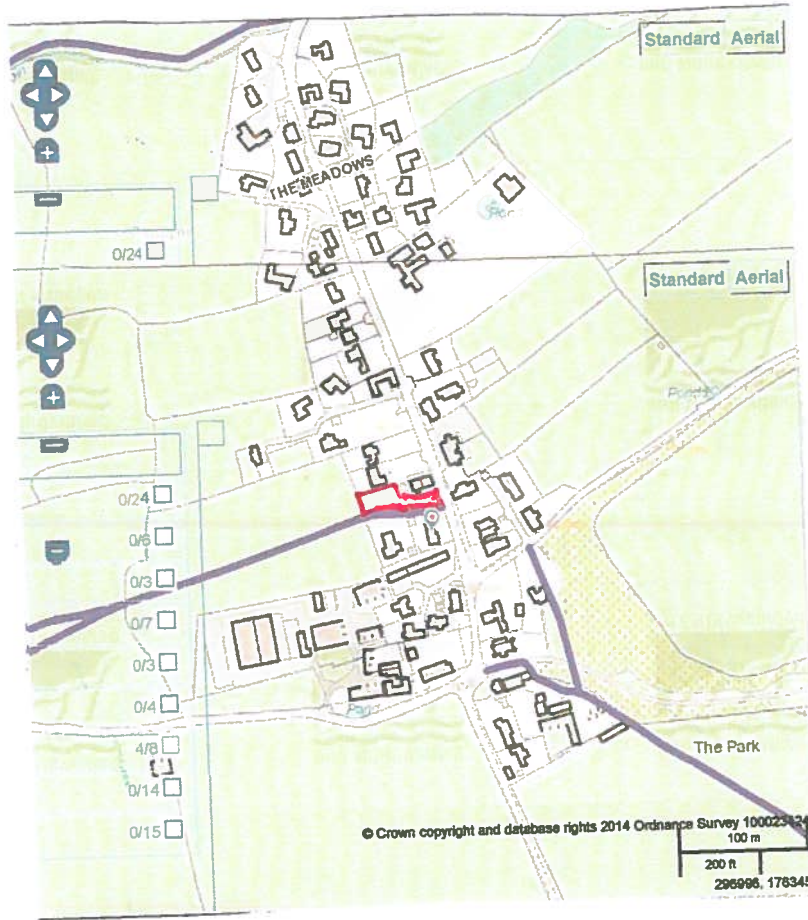 Standard Aerial
THE MEADOWS
0/24
Standard Aerial
0/24
0/6
0/3
0/7
0/3
0/4
4/8
0/14
0/15
The Park
© Crown copyright and database rights 2014 Ordnance Survey
100 m
200 ft